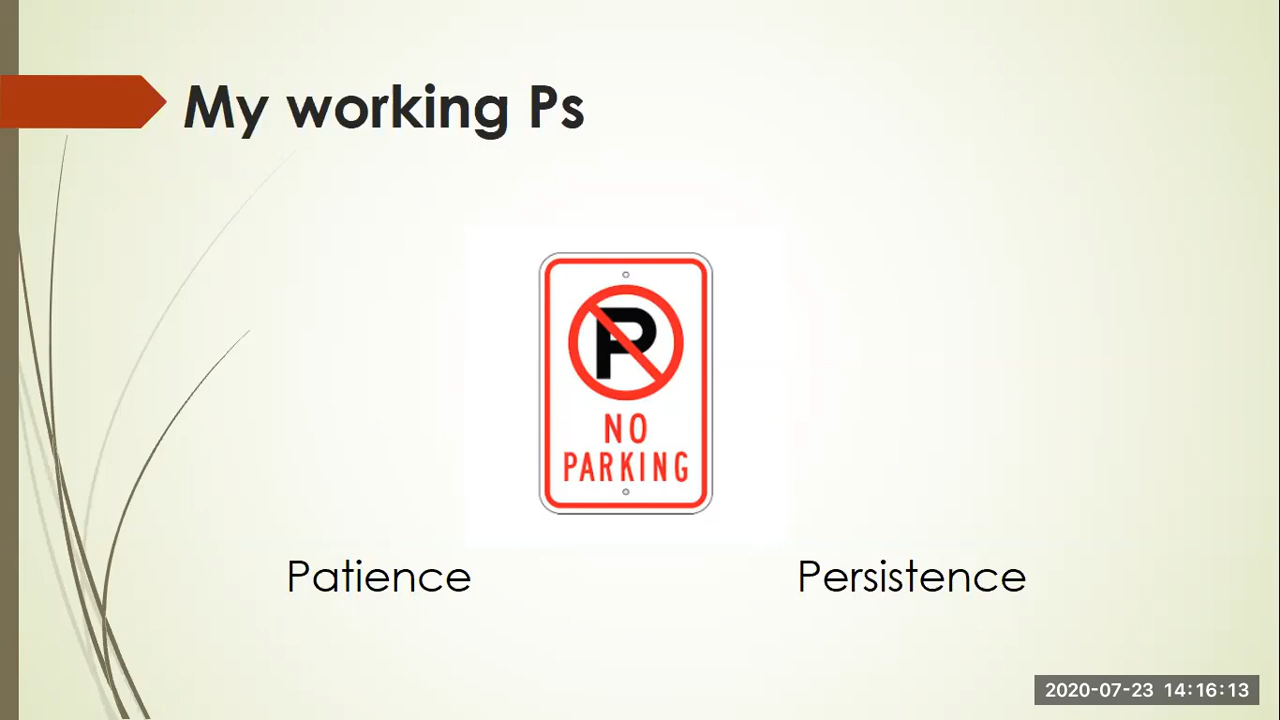 My working Ps
P
NO
PARKING
Patience Persistence
2020-07-23 14:16:13